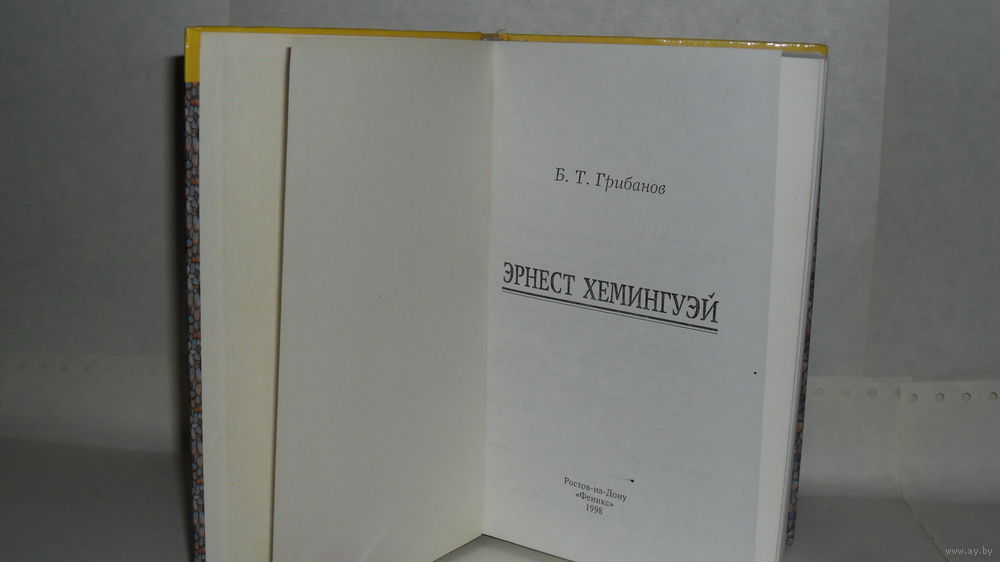 Б. Т. Грибанов
ЭРНЕСТ ХЕМИНГУЭЙ
Ростов-на-Дону
«Феникс»
1998
www.ay.by